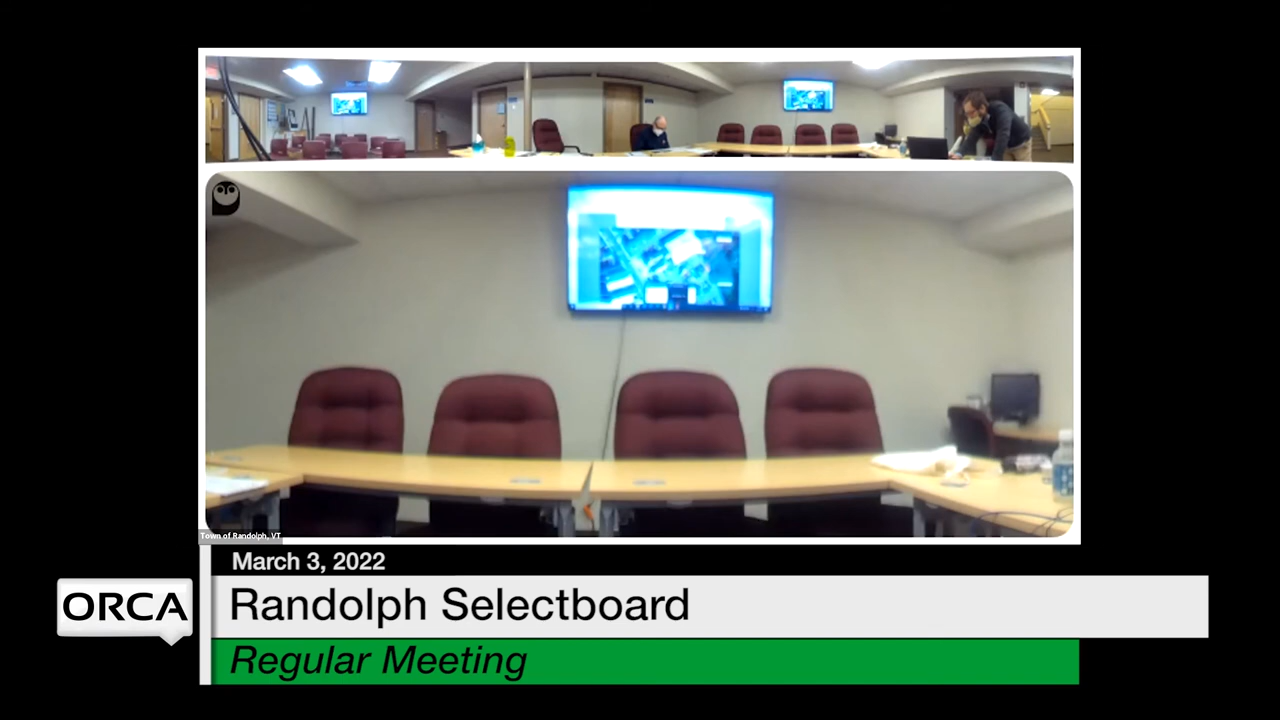 Town of Randolph, VT
March 3, 2022
ORCA
Randolph Selectboard
Regular Meeting